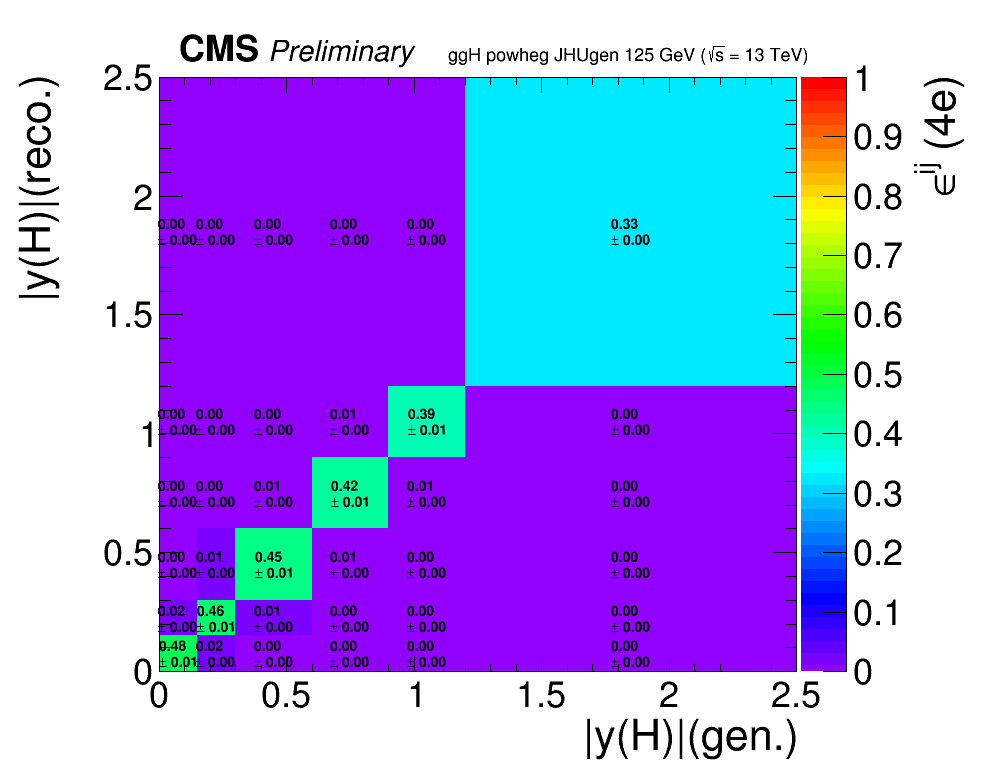 CMS Preliminary ggH powheg JHUgen 125 GeV (√s = 13 TeV)
|y(H)|(reco.)
2.5
2
1.5
1
0.5
0
0.00 0.00 0.00 0.00 0.00 0.33
± 0.00 ± 0.00 ± 0.00 ± 0.00 ± 0.00 ± 0.00
0.00 0.00 0.00 0.01 0.39 0.00
± 0.00 ± 0.00 ± 0.00 ± 0.00 ± 0.01 ± 0.00
0.00 0.00 0.01 0.42 0.01 0.00
± 0.00 ± 0.00 ± 0.00 ± 0.01 ± 0.00 ± 0.00
0.00 0.01 0.45 0.01 0.00 0.00
± 0.00 ± 0.00 ± 0.01 ± 0.00 ± 0.00 ± 0.00
0.02 0.46 0.01 0.00 0.00 0.00
± 0.00 ± 0.01 ± 0.00 ± 0.00 ± 0.00 ± 0.00
0.48 0.02 0.00 0.00 0.00 0.00
± 0.01 ± 0.00 ± 0.00 ± 0.00 ± 0.00 ± 0.00
0 0.5 1 1.5 2 2.5
|y(H)|(gen.)
1
0.9
0.8
0.7
0.6
0.5
0.4
0.3
0.2
0.1
0
∈ij (4e)